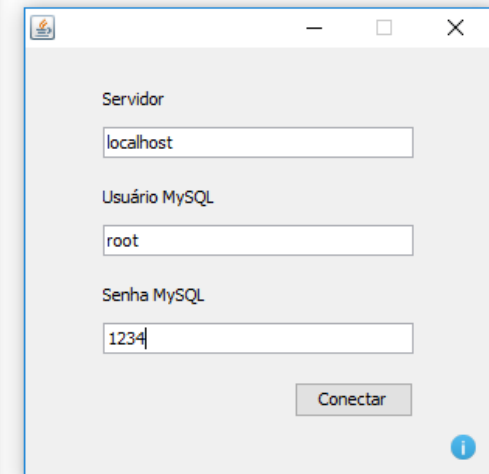 Servidor
localhost
Usuário MySQL
root
Senha MySQL
1234
Conectar
i